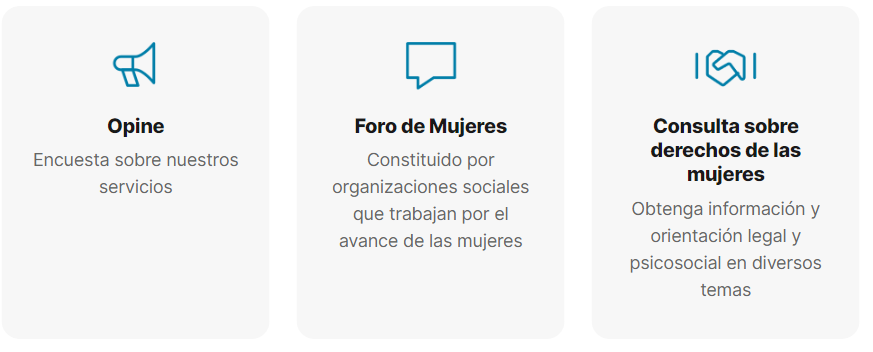 Opine
Encuesta sobre nuestros
servicios
Foro de Mujeres
Constituido por
organizaciones sociales
que trabajan por el
avance de las mujeres
Consulta sobre
derechos de las
mujeres
Obtenga información y
orientación legal y
psicosocial en diversos
temas